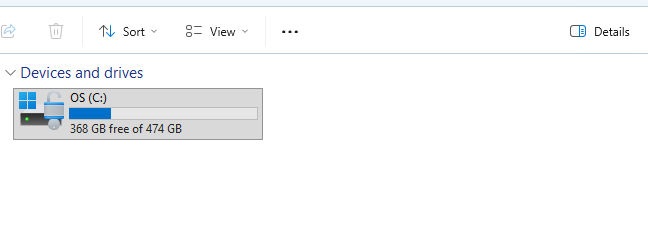 Sort
View
Details
Devices and drives
OS (C:)
368 GB free of 474 GB